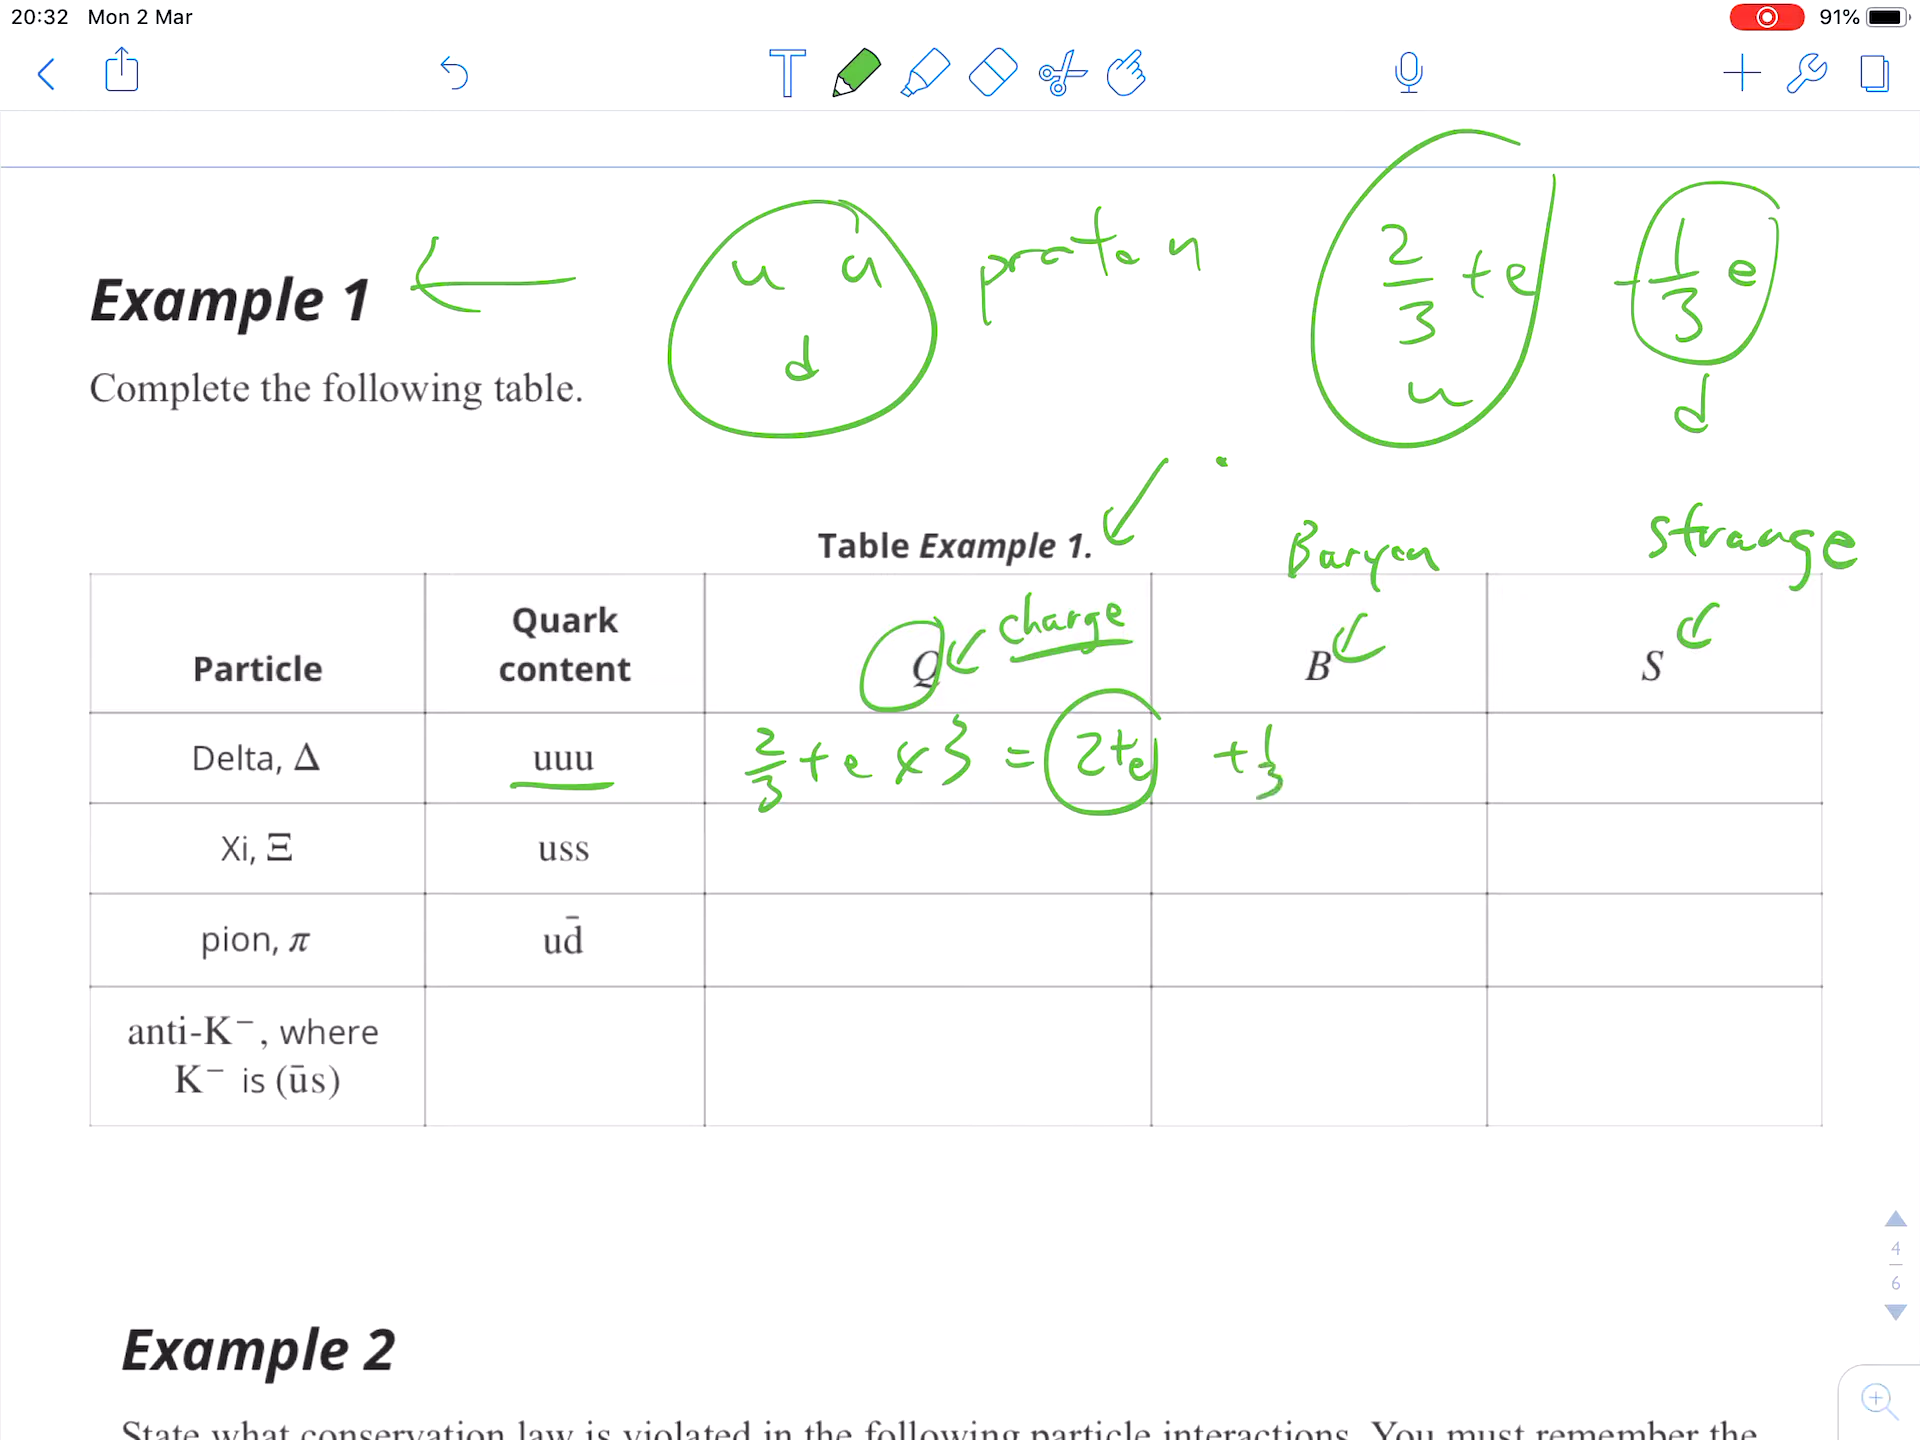 20:32 Mon 2 Mar 91%
T
u u
d
proton
2/3 +e
u
-1/3 e
d
Example 1
Complete the following table.
Table Example 1.
Baryon
strange
Particle
Quark content
Q
charge
B
S
Delta, Δ
uuu
2/3 +e × 3 = 2+e
+1/3
Xi, Ξ
uss
pion, π
ud̄
anti-K⁻, where
K⁻ is (ūs)
4
6
Example 2
State what conservation law is violated in the following particle interactions. You must remember the